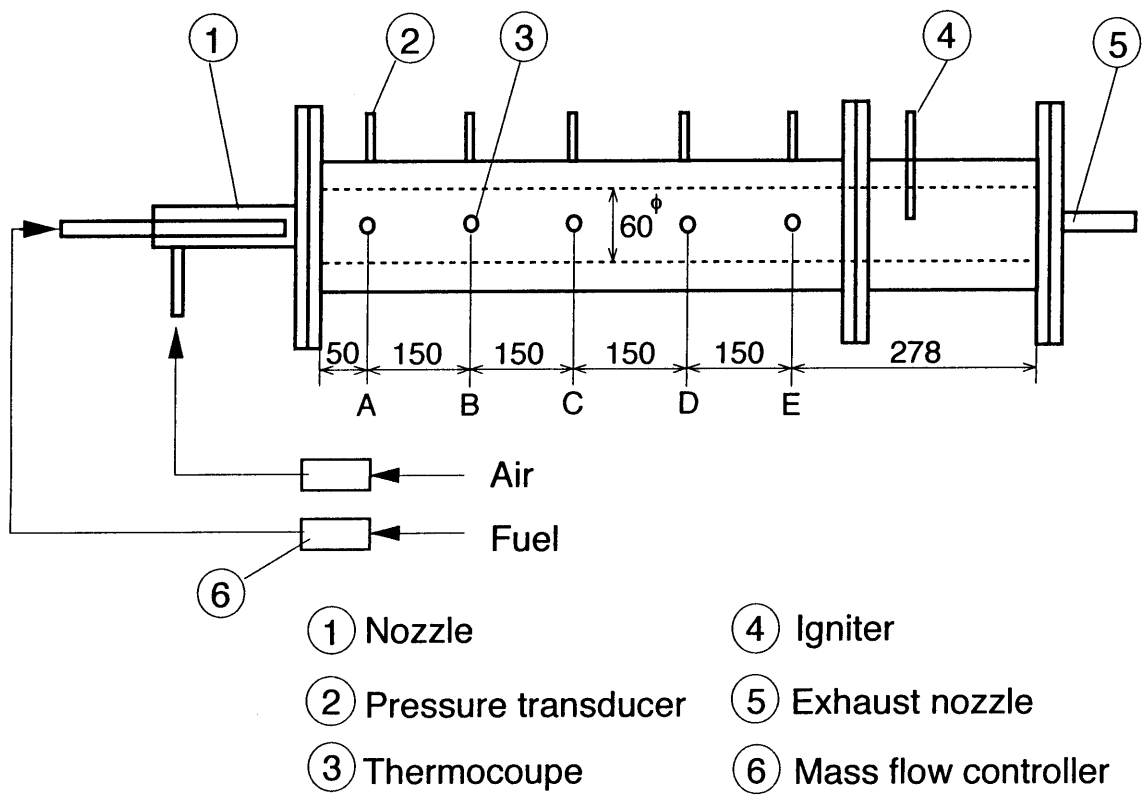 1 2 3 4 5
60 φ
50 150 150 150 150 278
A B C D E
Air
Fuel
6
1 Nozzle
2 Pressure transducer
3 Thermocoupe
4 Igniter
5 Exhaust nozzle
6 Mass flow controller